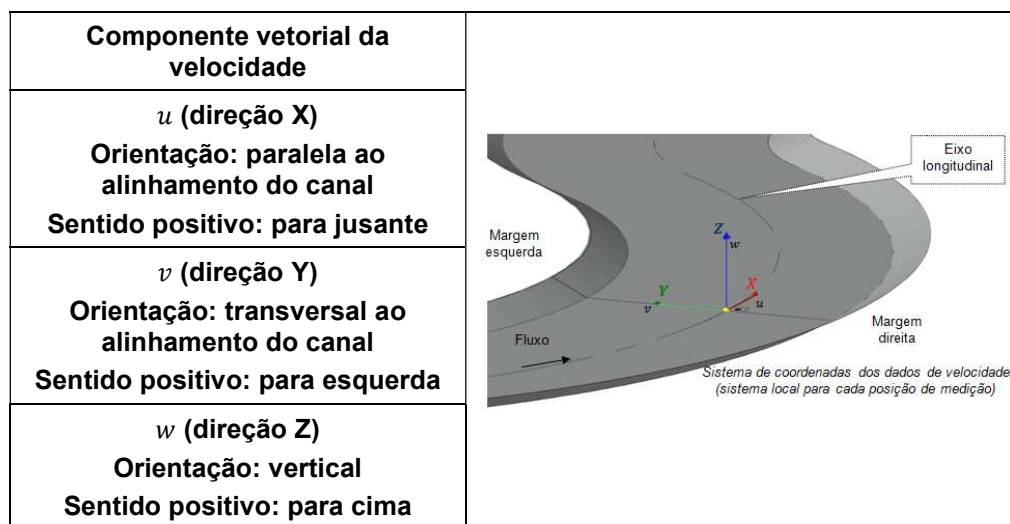 Componente vetorial da
velocidade
u (direção X)
Orientação: paralela ao
alinhamento do canal
Sentido positivo: para jusante
v (direção Y)
Orientação: transversal ao
alinhamento do canal
Sentido positivo: para esquerda
w (direção Z)
Orientação: vertical
Sentido positivo: para cima
Eixo
longitudinal
Margem
esquerda
Z
w
X
u
Y
v
Fluxo
Margem
direita
Sistema de coordenadas dos dados de velocidade
(sistema local para cada posição de medição)